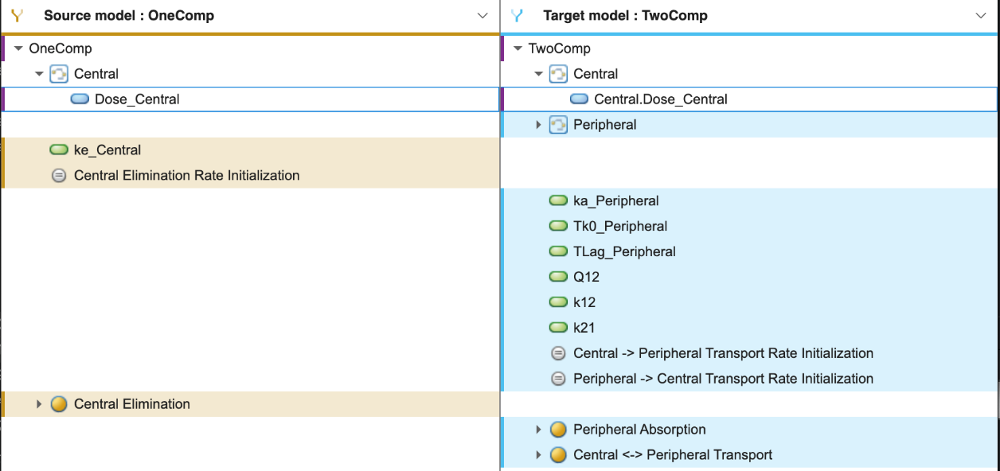 Source model : OneComp
Target model : TwoComp
OneComp
TwoComp
Central
Central
Dose_Central
Central.Dose_Central
Peripheral
ke_Central
Central Elimination Rate Initialization
ka_Peripheral
Tk0_Peripheral
TLag_Peripheral
Q12
k12
k21
Central -> Peripheral Transport Rate Initialization
Peripheral -> Central Transport Rate Initialization
Central Elimination
Peripheral Absorption
Central <-> Peripheral Transport